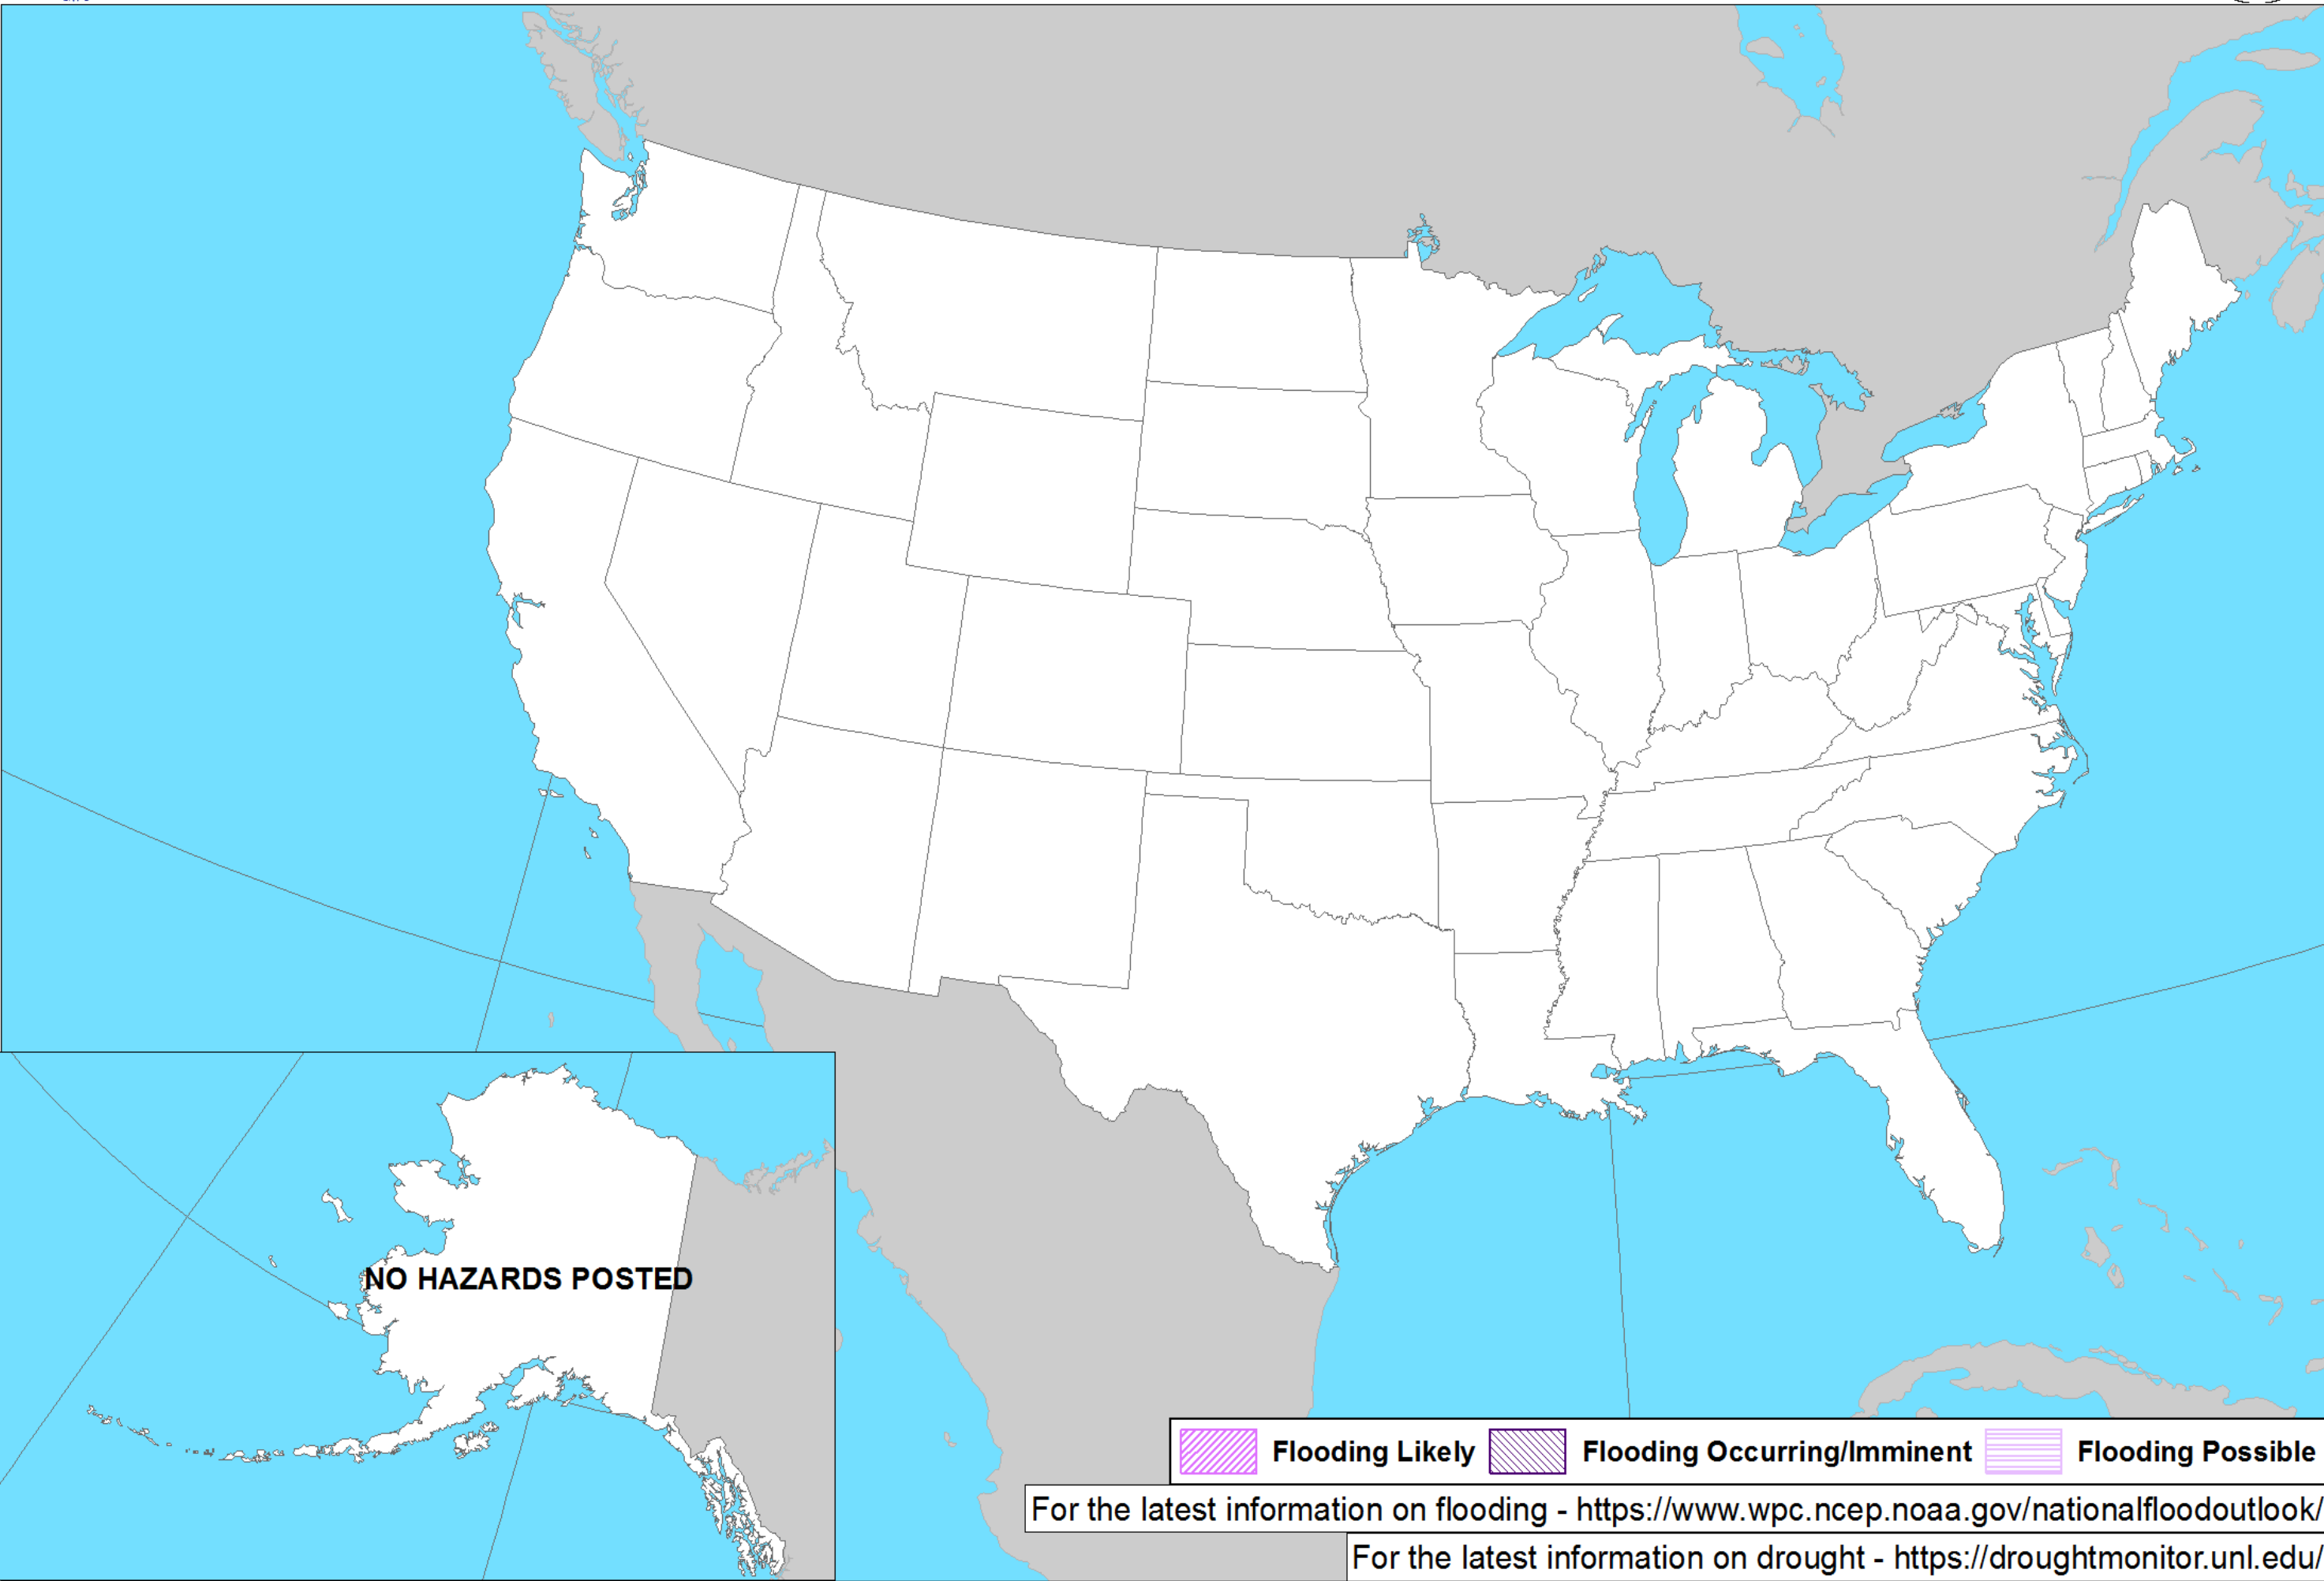 NO HAZARDS POSTED
Flooding Likely Flooding Occurring/Imminent Flooding Possible
For the latest information on flooding - https://www.wpc.ncep.noaa.gov/nationalfloodoutlook/
For the latest information on drought - https://droughtmonitor.unl.edu/